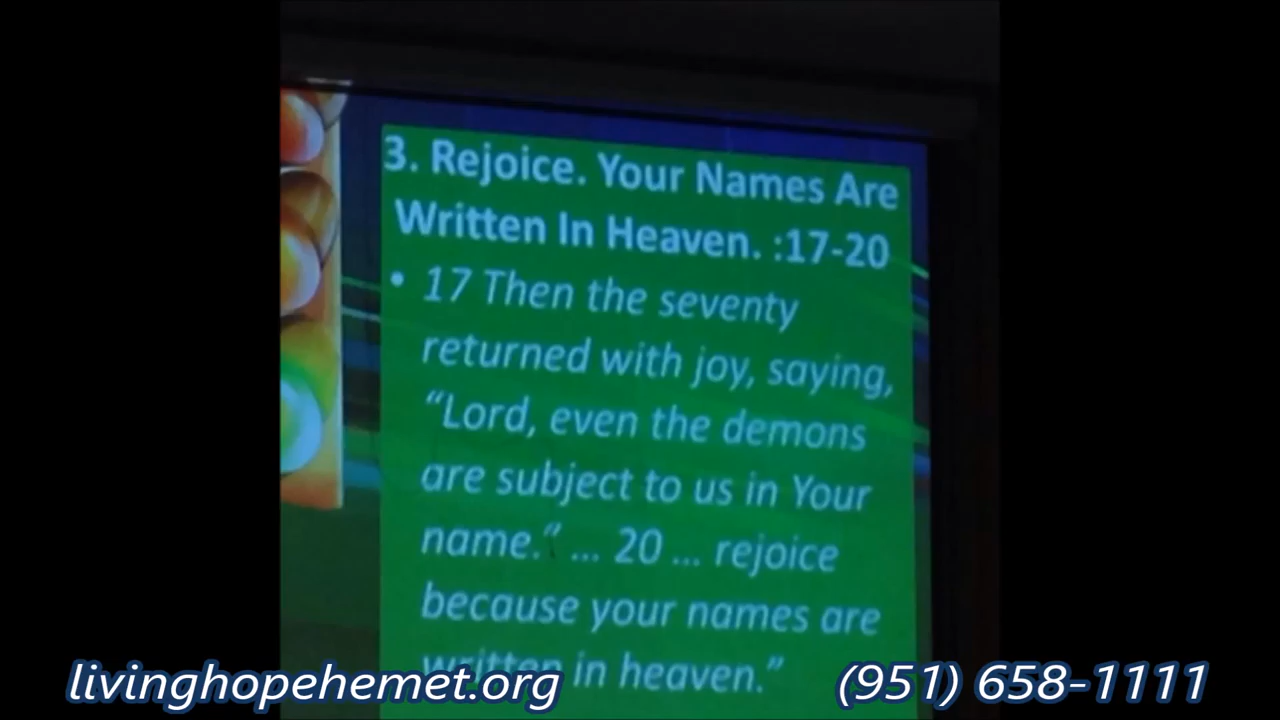 3. Rejoice. Your Names Are
Written In Heaven. :17-20
• 17 Then the seventy
returned with joy, saying,
“Lord, even the demons
are subject to us in Your
name.” ... 20 ... rejoice
because your names are
written in heaven.”
livinghopehemet.org
(951) 658-1111